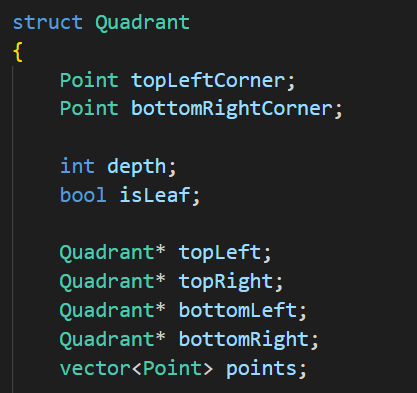 struct Quadrant
{
Point topLeftCorner;
Point bottomRightCorner;
int depth;
bool isLeaf;
Quadrant* topLeft;
Quadrant* topRight;
Quadrant* bottomLeft;
Quadrant* bottomRight;
vector<Point> points;